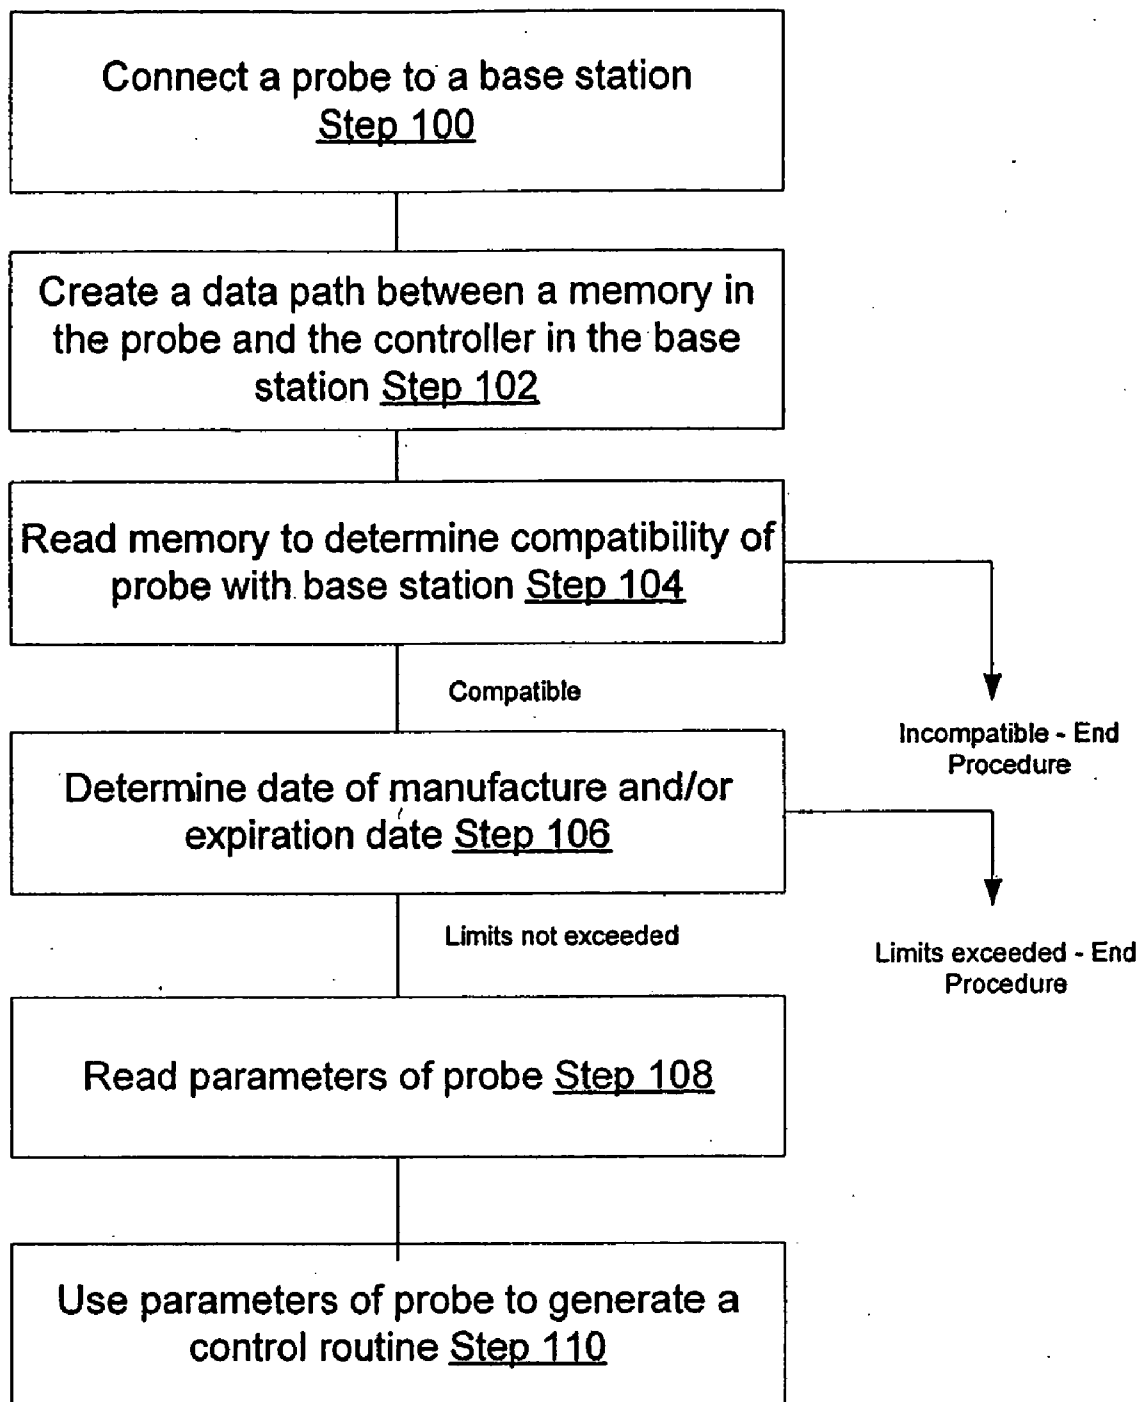 Connect a probe to a base station
Step 100
Create a data path between a memory in
the probe and the controller in the base
station Step 102
Read memory to determine compatibility of
probe with base station Step 104
Compatible
Incompatible - End
Procedure
Determine date of manufacture and/or
expiration date Step 106
Limits not exceeded
Limits exceeded - End
Procedure
Read parameters of probe Step 108
Use parameters of probe to generate a
control routine Step 110